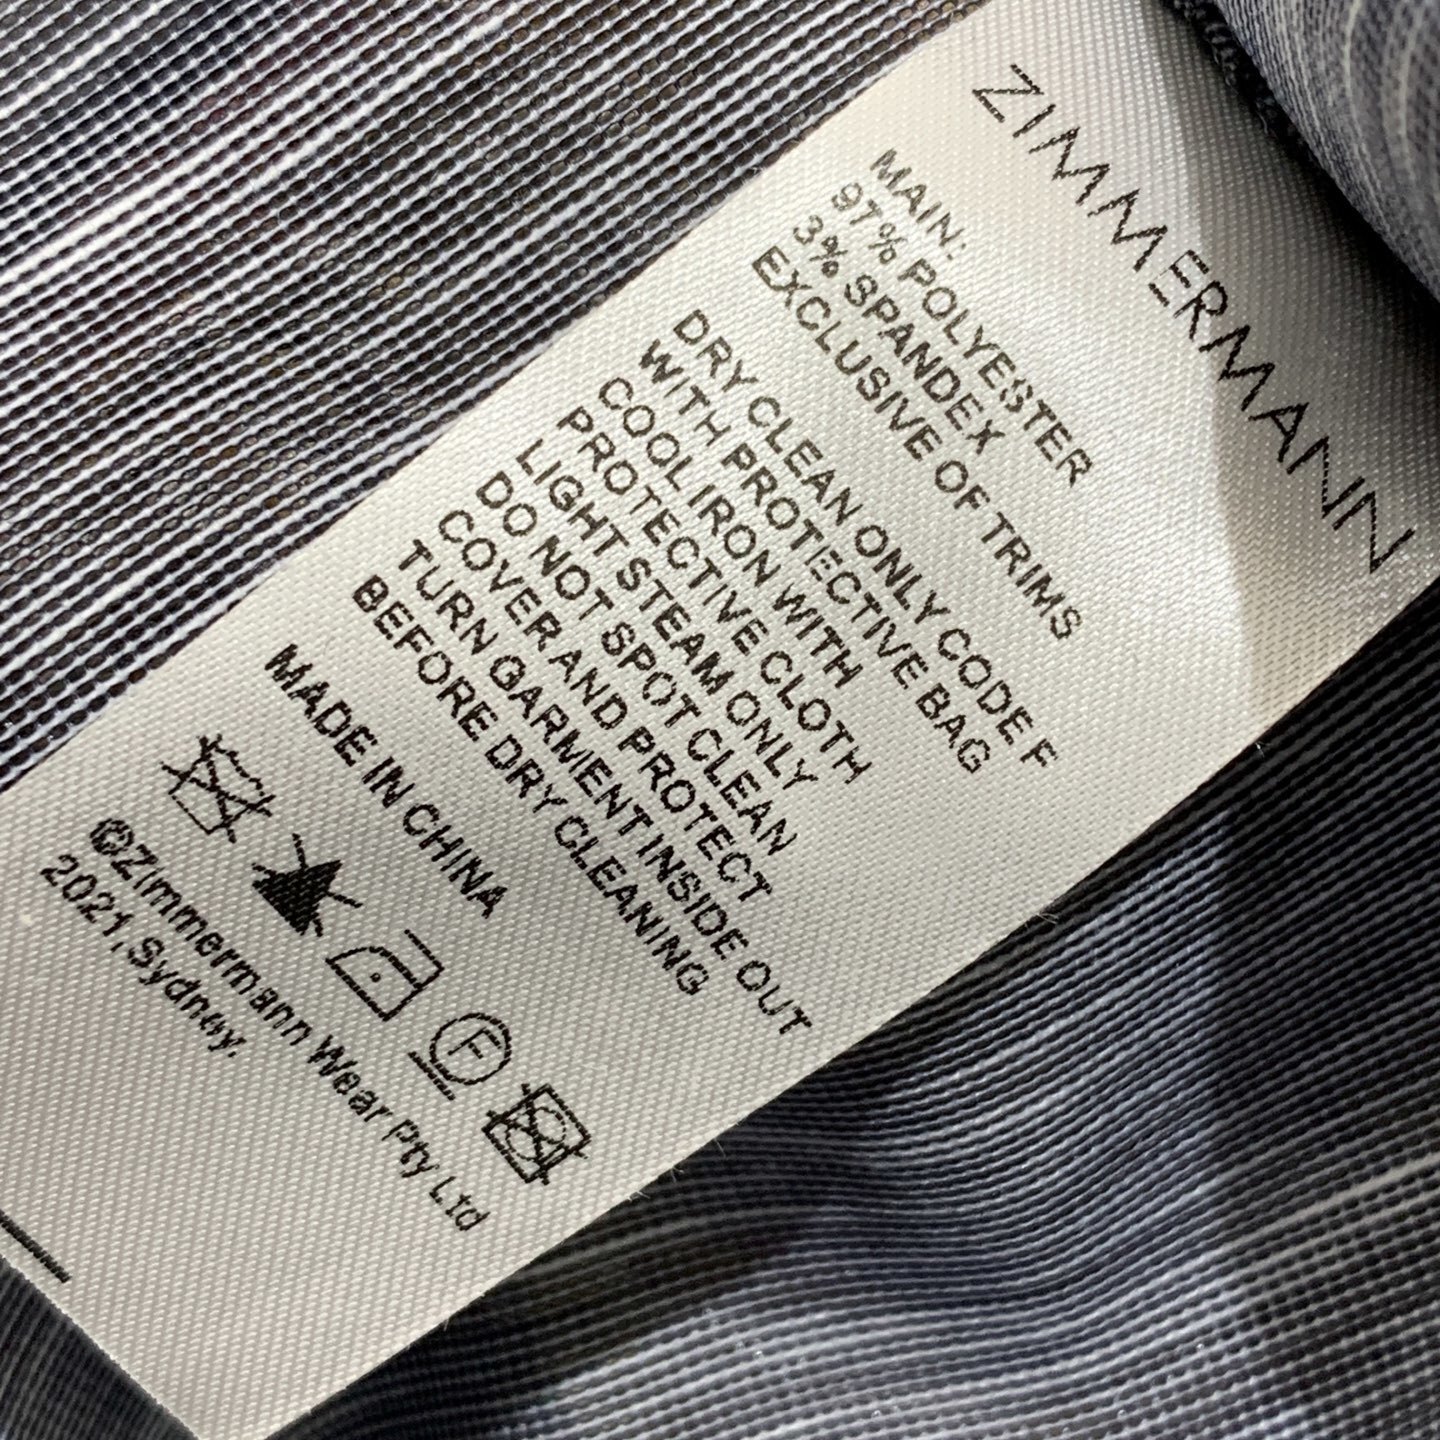 ZIMMERMANN
MAIN:
97% POLYESTER
3% SPANDEX
EXCLUSIVE OF TRIMS
DRY CLEAN ONLY CODE F
WITH PROTECTIVE BAG
COOL IRON WITH
PROTECTIVE CLOTH
LIGHT STEAM ONLY
DO NOT SPOT CLEAN
COVER AND PROTECT
TURN GARMENT INSIDE OUT
BEFORE DRY CLEANING
MADE IN CHINA
F
©Zimmermann Wear Pty Ltd
2021,Sydney.